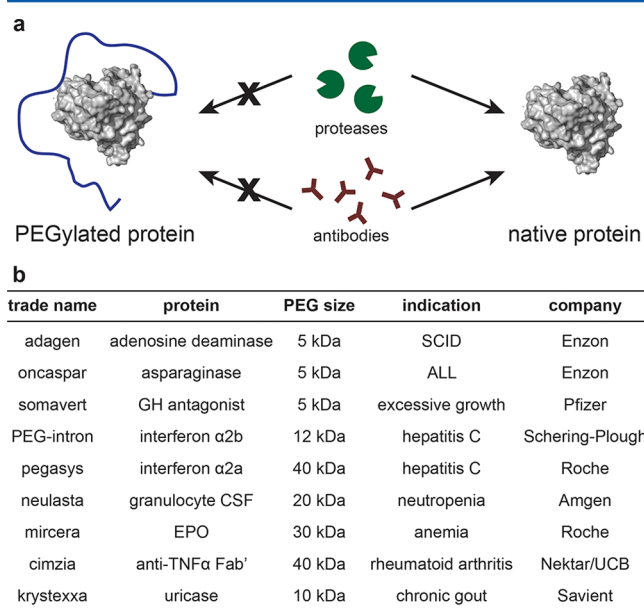 a
X
proteases
X
antibodies
PEGylated protein
native protein
b
trade name protein PEG size indication company
adagen adenosine deaminase 5 kDa SCID Enzon
oncaspar asparaginase 5 kDa ALL Enzon
somavert GH antagonist 5 kDa excessive growth Pfizer
PEG-intron interferon α2b 12 kDa hepatitis C Schering-Plough
pegasys interferon α2a 40 kDa hepatitis C Roche
neulasta granulocyte CSF 20 kDa neutropenia Amgen
mircera EPO 30 kDa anemia Roche
cimzia anti-TNFα Fab’ 40 kDa rheumatoid arthritis Nektar/UCB
krystexxa uricase 10 kDa chronic gout Savient